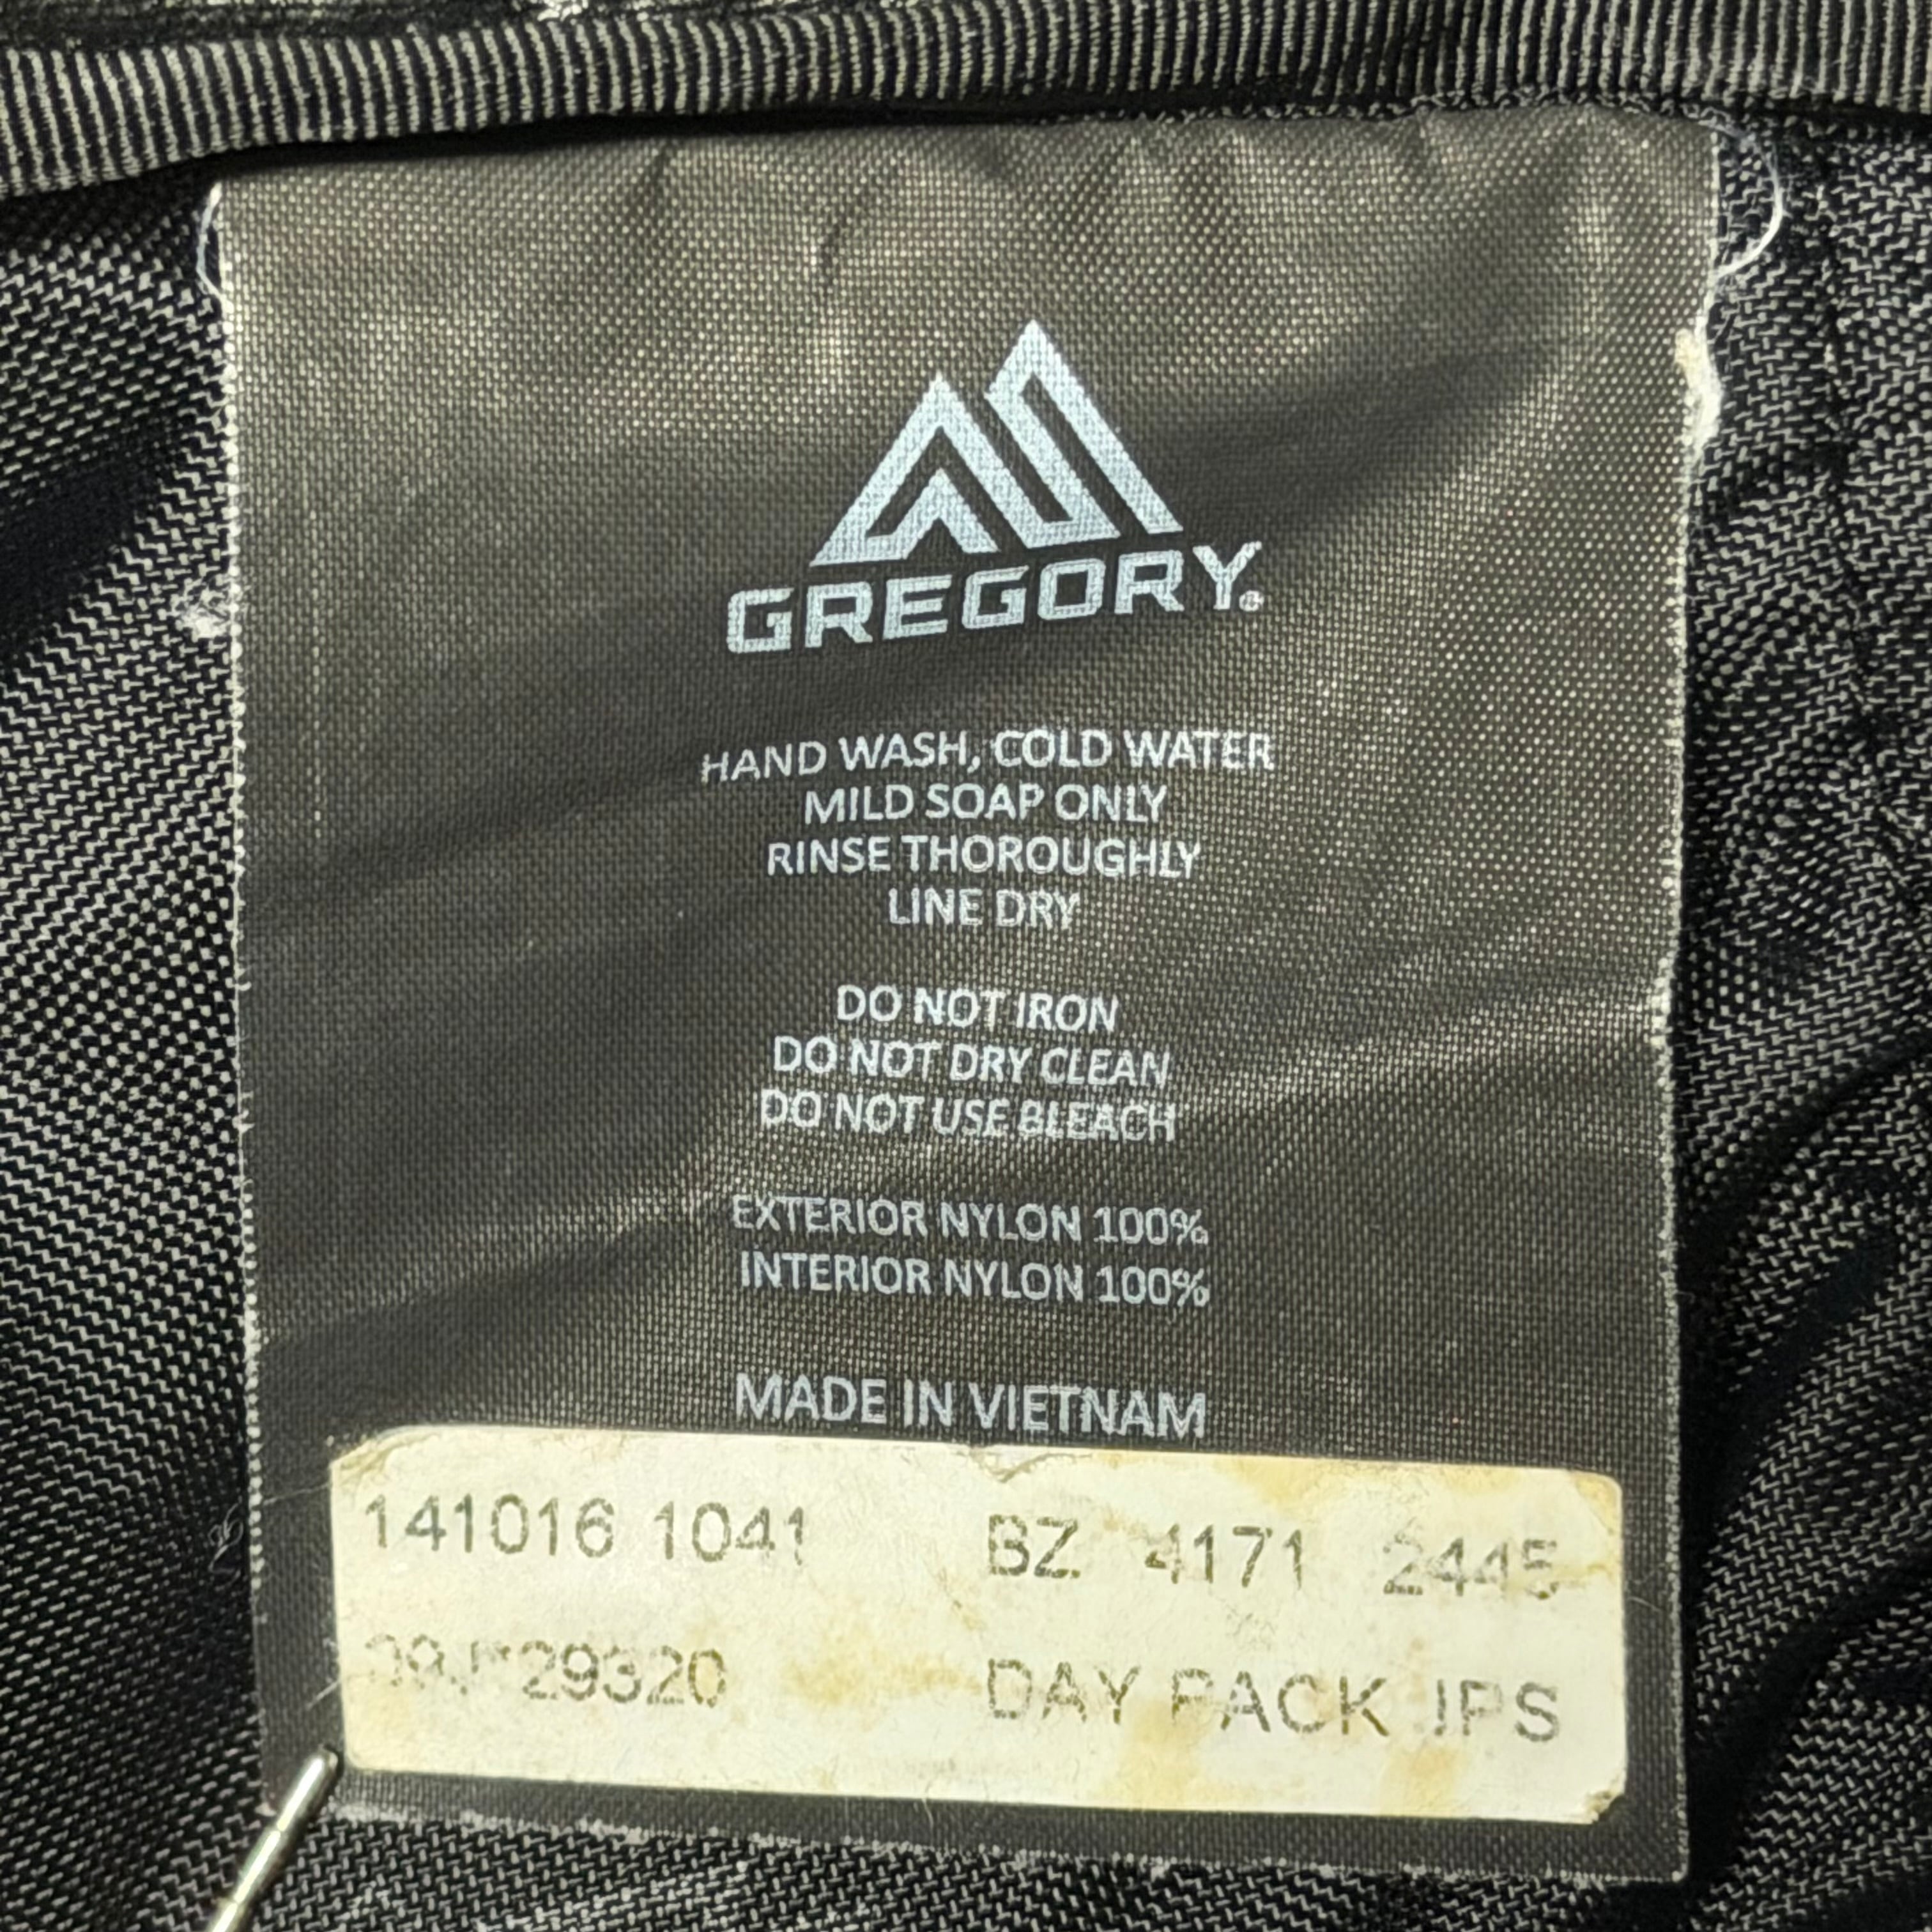 GREGORY®
HAND WASH, COLD WATER
MILD SOAP ONLY
RINSE THOROUGHLY
LINE DRY
DO NOT IRON
DO NOT DRY CLEAN
DO NOT USE BLEACH
EXTERIOR NYLON 100%
INTERIOR NYLON 100%
MADE IN VIETNAM
141016 1041 BZ 4171 2445
DAY PACK JPS